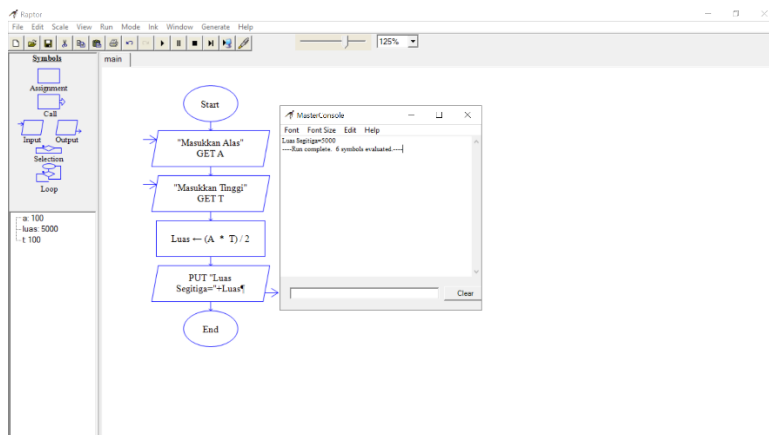 Raptor
File Edit Scale View Run Mode Ink Window Generate Help
125%
Symbols
Assignment
Call
Input Output
Selection
Loop
a: 100
luas: 5000
t: 100
main
Start
"Masukkan Alas"
GET A
"Masukkan Tinggi"
GET T
Luas ← (A * T) / 2
PUT "Luas
Segitiga="+Luas¶
End
MasterConsole
Font Font Size Edit Help
Luas Segitiga=5000
----Run complete. 6 symbols evaluated.----
Clear